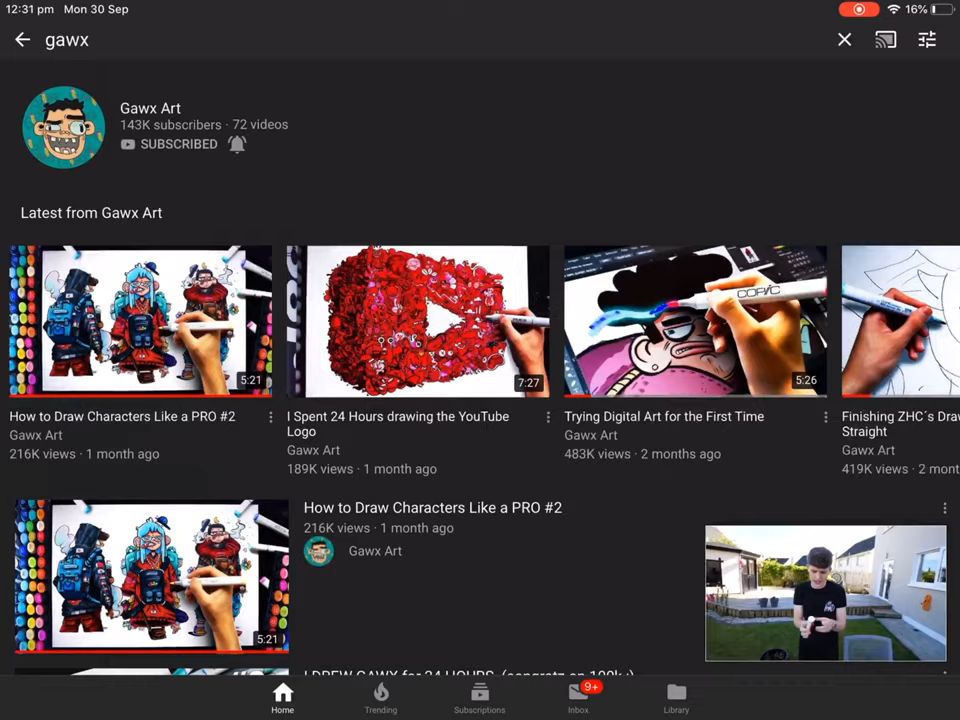 12:31 pm Mon 30 Sep
16%
gawx
Gawx Art
143K subscribers · 72 videos
SUBSCRIBED
Latest from Gawx Art
COPIC
5:21
7:27
5:26
How to Draw Characters Like a PRO #2
Gawx Art
216K views · 1 month ago
I Spent 24 Hours drawing the YouTube
Logo
Gawx Art
189K views · 1 month ago
Trying Digital Art for the First Time
Gawx Art
483K views · 2 months ago
Finishing ZHC´s Draw
Straight
Gawx Art
419K views · 2 mont
How to Draw Characters Like a PRO #2
216K views · 1 month ago
Gawx Art
5:21
I DREW GAWX for 24 HOURS
Home
Trending
Subscriptions
9+
Inbox
Library